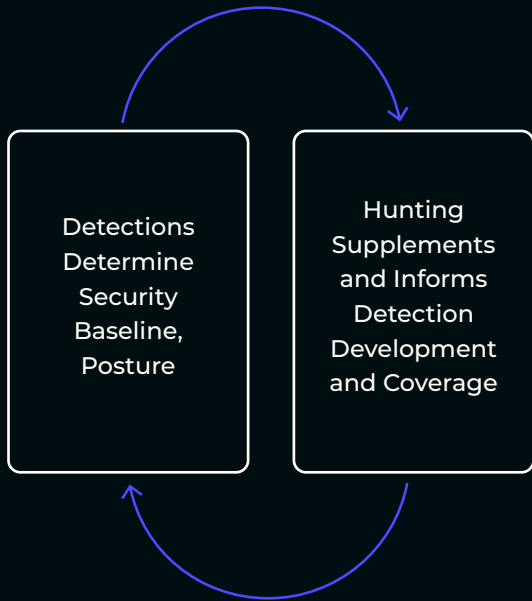 Detections
Determine
Security
Baseline,
Posture
Hunting
Supplements
and Informs
Detection
Development
and Coverage